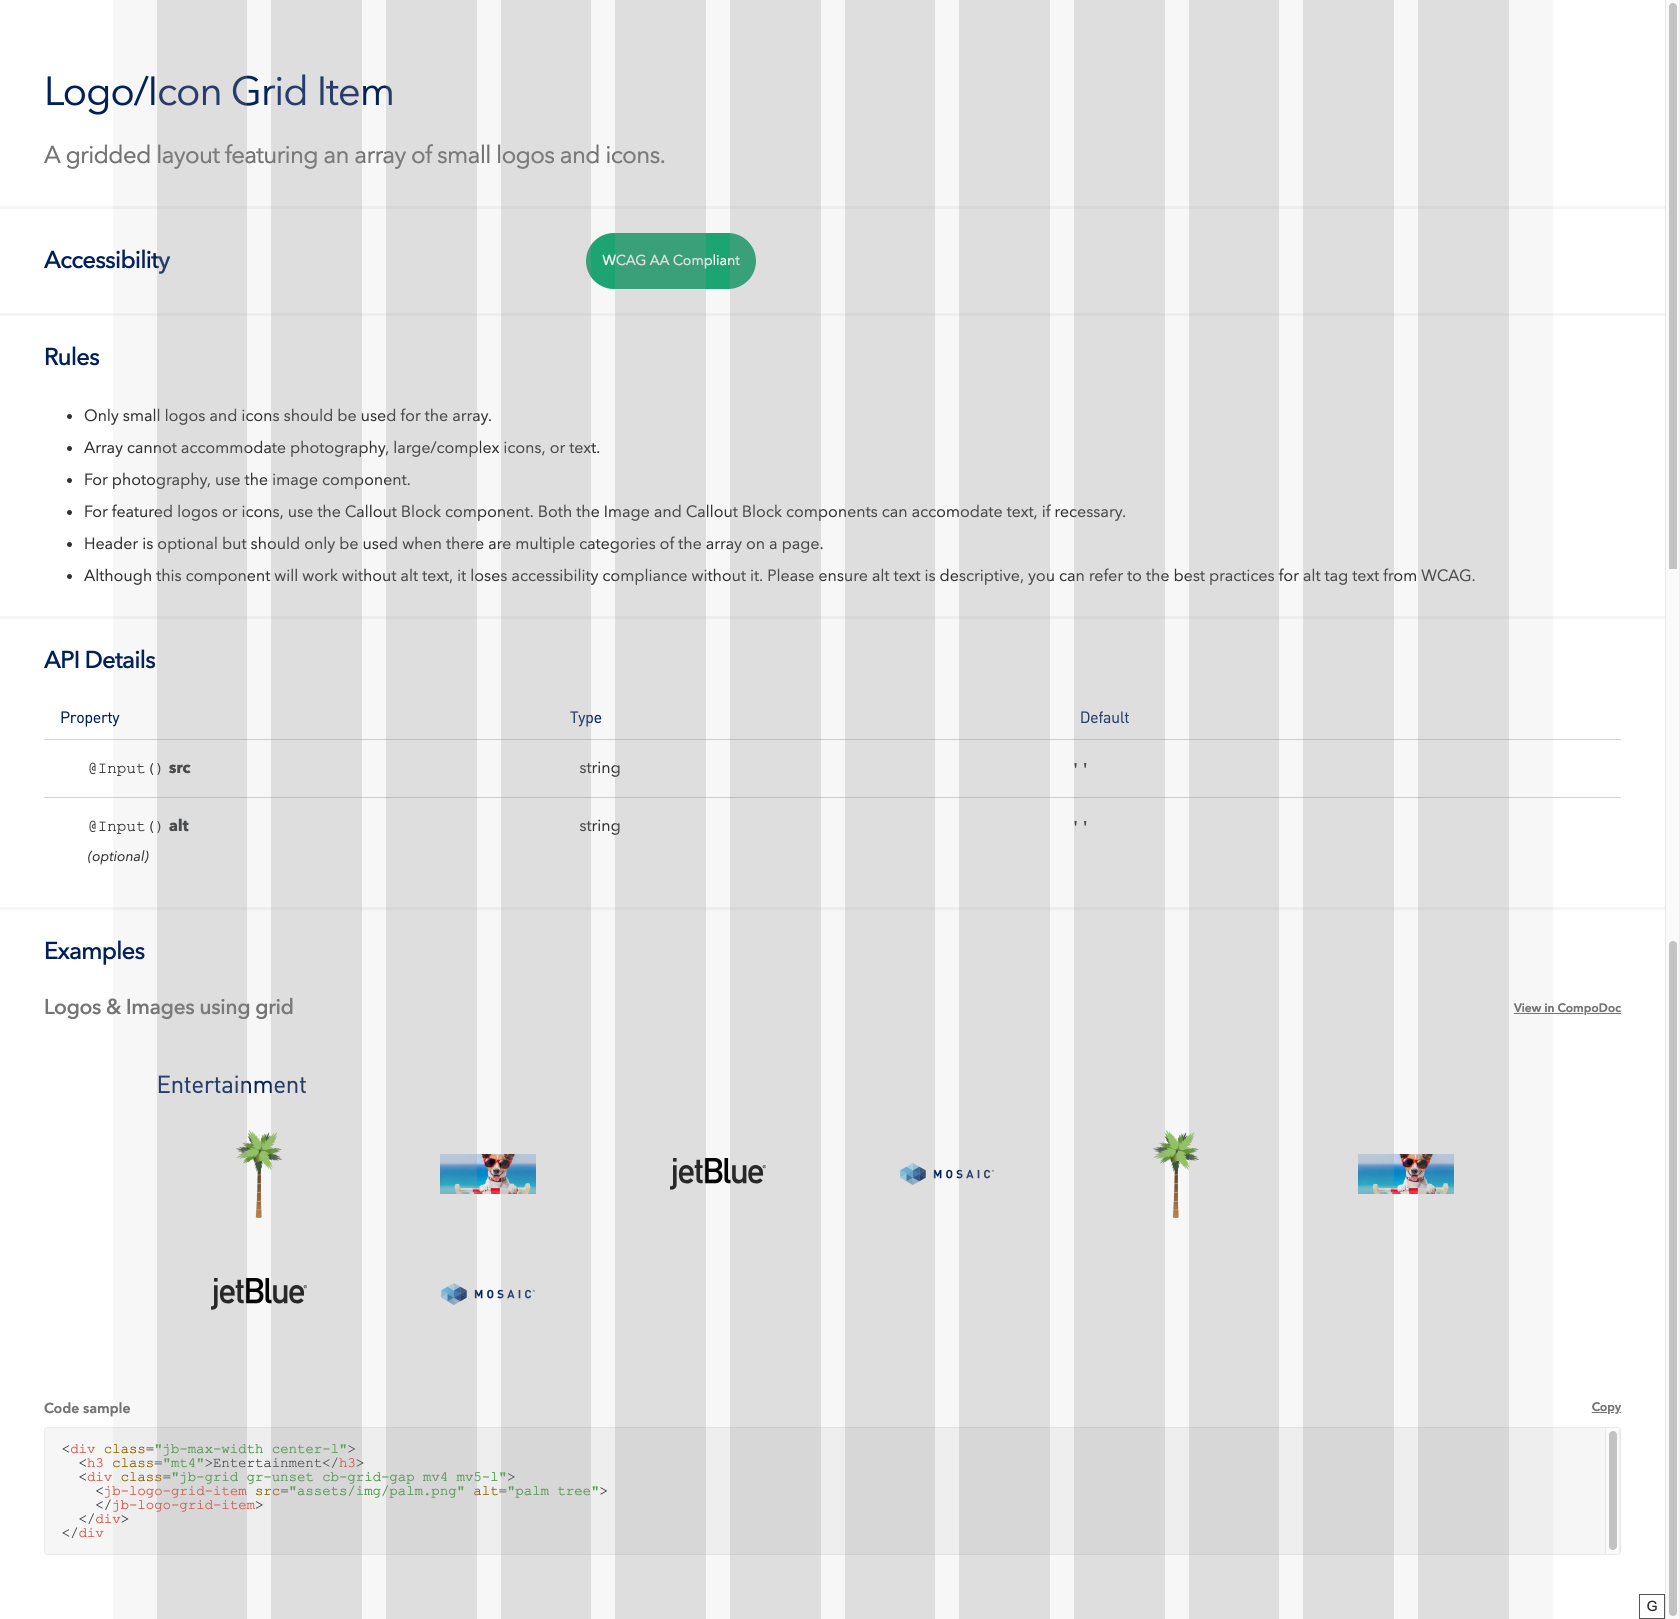 Logo/Icon Grid Item
A gridded layout featuring an array of small logos and icons.
Accessibility
WCAG AA Compliant
Rules
• Only small logos and icons should be used for the array.
• Array cannot accommodate photography, large/complex icons, or text.
• For photography, use the image component.
• For featured logos or icons, use the Callout Block component. Both the Image and Callout Block components can accomodate text, if recessary.
• Header is optional but should only be used when there are multiple categories of the array on a page.
• Although this component will work without alt text, it loses accessibility compliance without it. Please ensure alt text is descriptive, you can refer to the best practices for alt tag text from WCAG.
API Details
Property Type Default
@Input() src string ''
@Input() alt string ''
(optional)
Examples
Logos & Images using grid View in CompoDoc
Entertainment
jetBlue MOSAIC
jetBlue MOSAIC
Code sample Copy
<div class="jb-max-width center-l">
<h3 class="mt4">Entertainment</h3>
<div class="jb-grid gr-unset cb-grid-gap mv4 mv5-l">
<jb-logo-grid-item src="assets/img/palm.png" alt="palm tree">
</jb-logo-grid-item>
</div>
</div
G